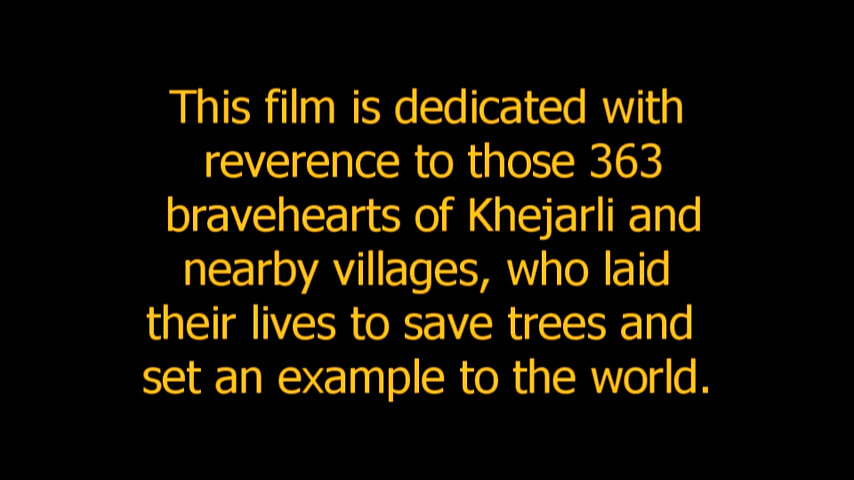 This film is dedicated with
reverence to those 363
bravehearts of Khejarli and
nearby villages, who laid
their lives to save trees and
set an example to the world.